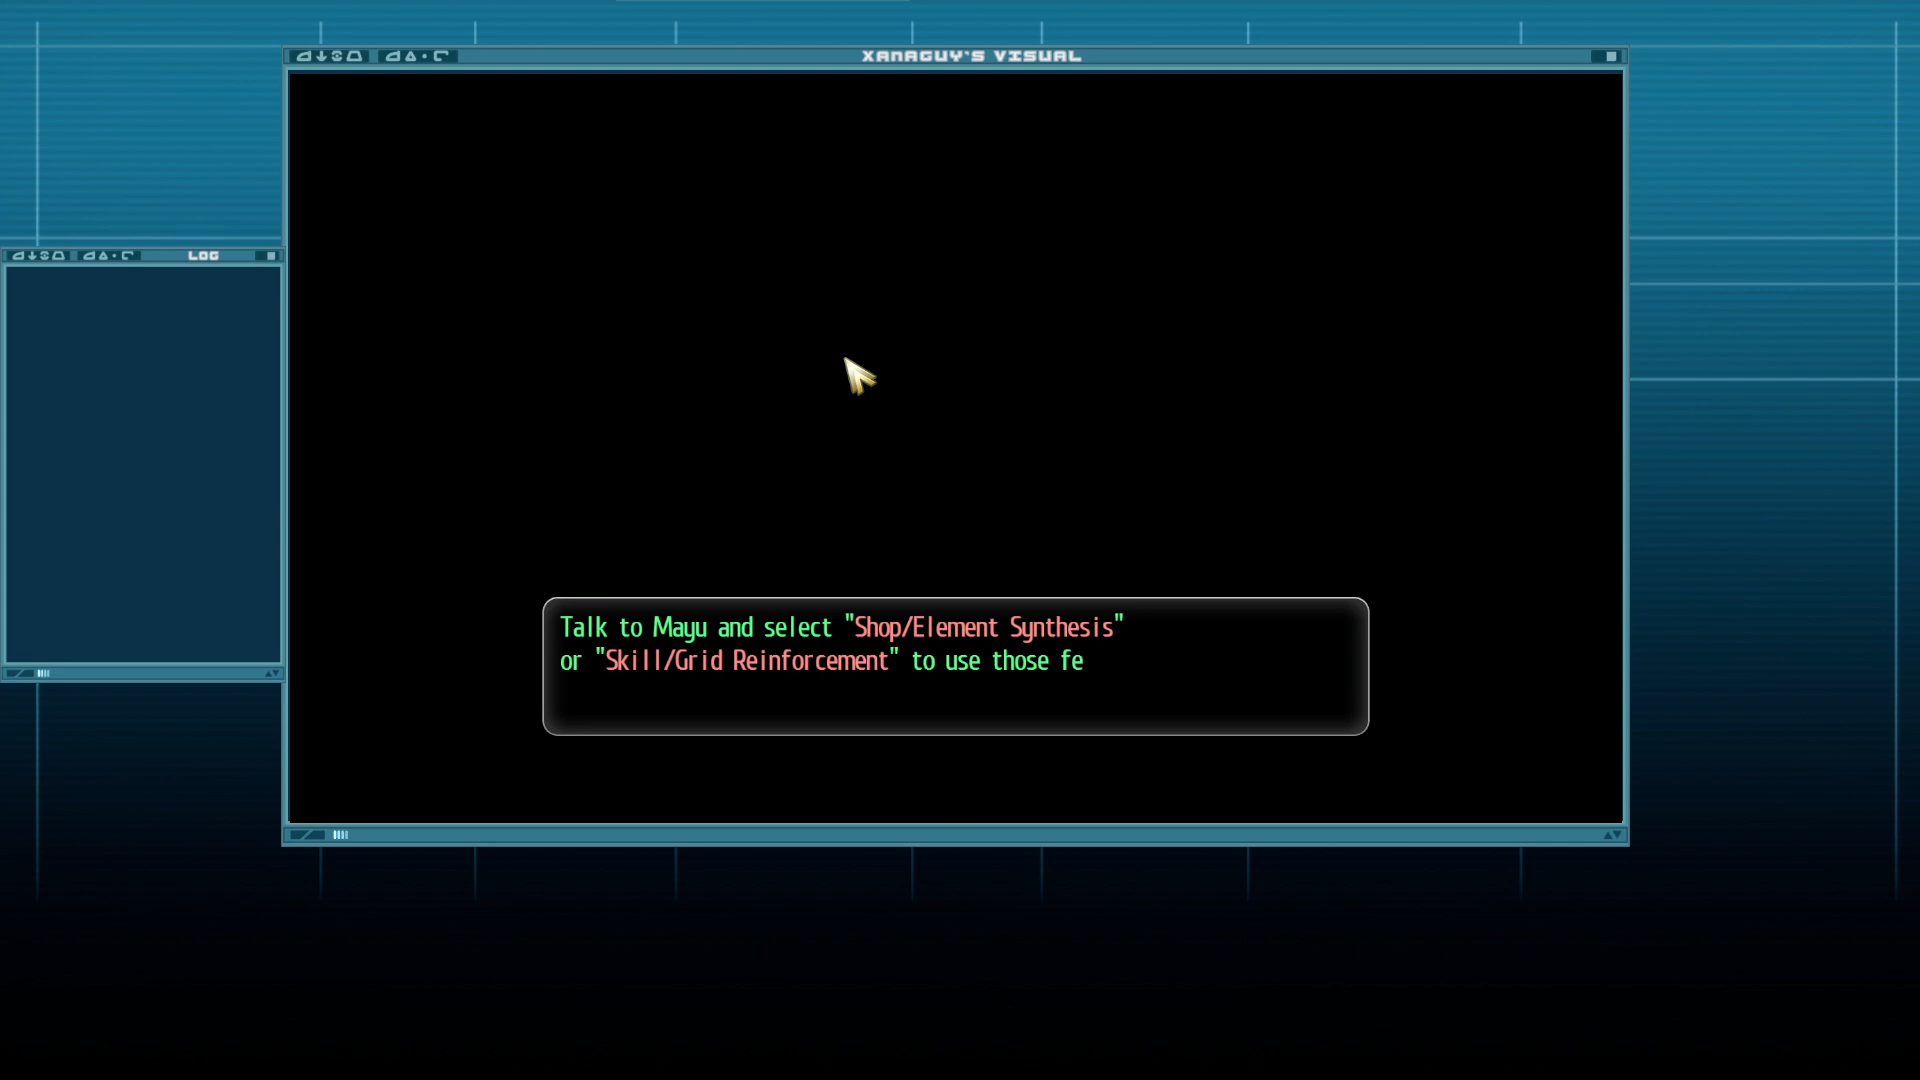 XANAGUY'S VISUAL
LOG
Talk to Mayu and select "Shop/Element Synthesis"
or "Skill/Grid Reinforcement" to use those fe